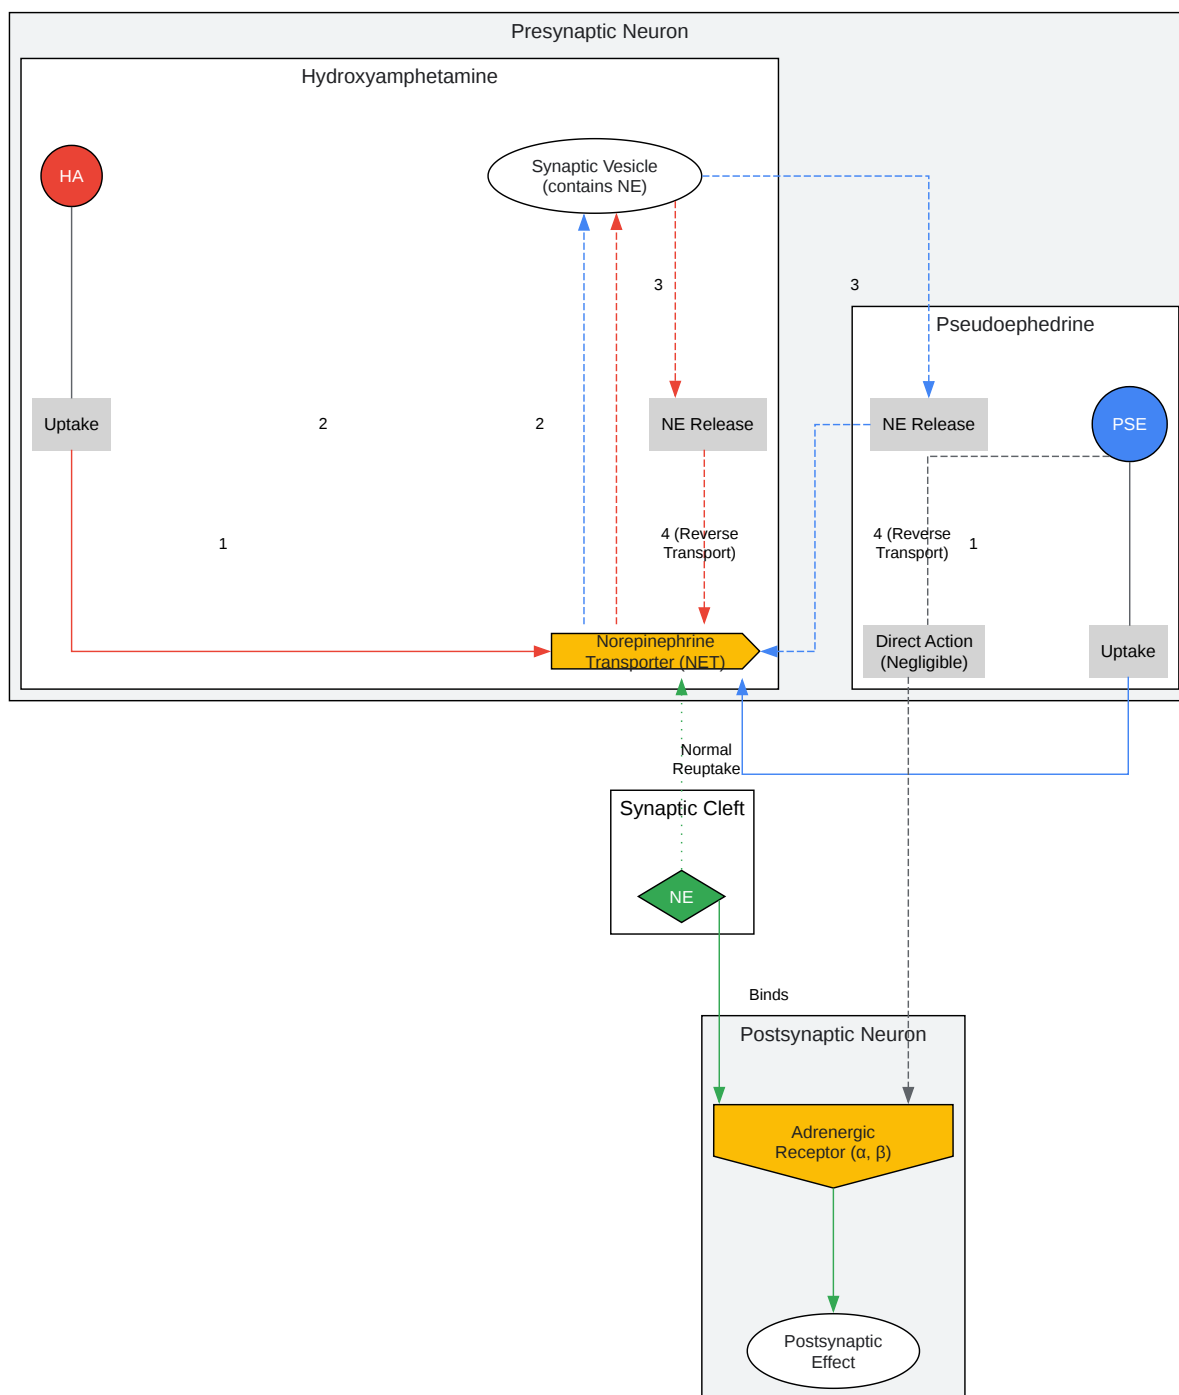 Presynaptic Neuron
Hydroxyamphetamine
HA
Synaptic Vesicle
(contains NE)
3
3
Pseudoephedrine
Uptake
2
2
NE Release
NE Release
PSE
1
4 (Reverse
Transport)
4 (Reverse
Transport)
1
Norepinephrine
Transporter (NET)
Direct Action
(Negligible)
Uptake
Normal
Reuptake
Synaptic Cleft
NE
Binds
Postsynaptic Neuron
Adrenergic
Receptor (α, β)
Postsynaptic
Effect